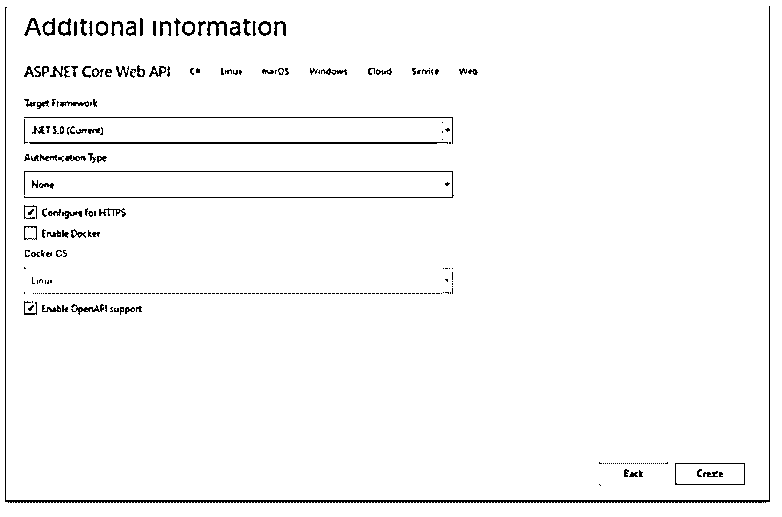 Additional information
ASP.NET Core Web API C# Linux macOS Windows Cloud Service Web
Target Framework
.NET 5.0 (Current)
Authentication Type
None
Configure for HTTPS
Enable Docker
Docker OS
Linux
Enable OpenAPI support
Back Create